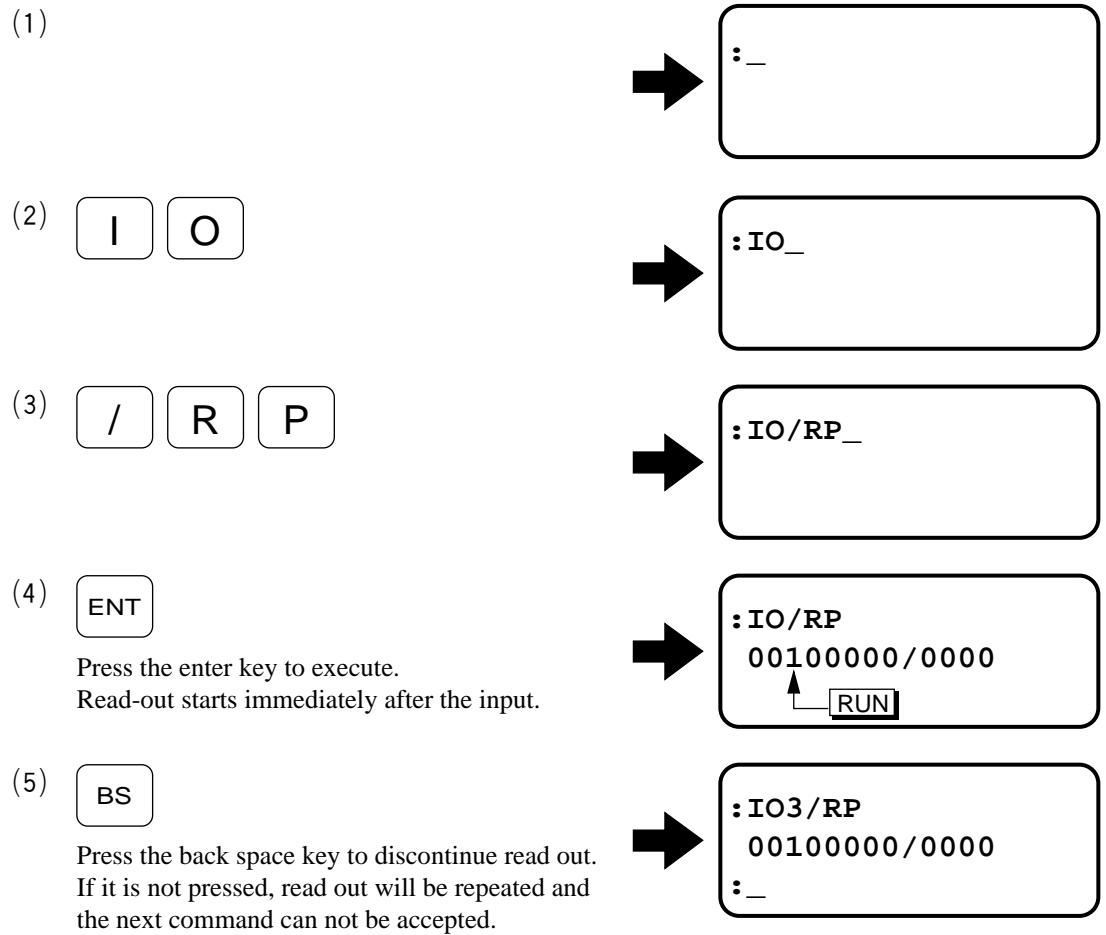 (1)
:_
(2)
I O
:IO_
(3)
/ R P
:IO/RP_
(4)
ENT
Press the enter key to execute.
Read-out starts immediately after the input.
:IO/RP
00100000/0000
RUN
(5)
BS
Press the back space key to discontinue read out.
If it is not pressed, read out will be repeated and
the next command can not be accepted.
:IO3/RP
00100000/0000
:_